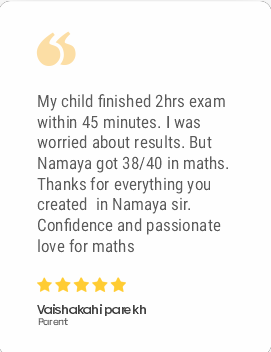 My child finished 2hrs exam
within 45 minutes. I was
worried about results. But
Namaya got 38/40 in maths.
Thanks for everything you
created in Namaya sir.
Confidence and passionate
love for maths
Vaishakahi parekh
Parent